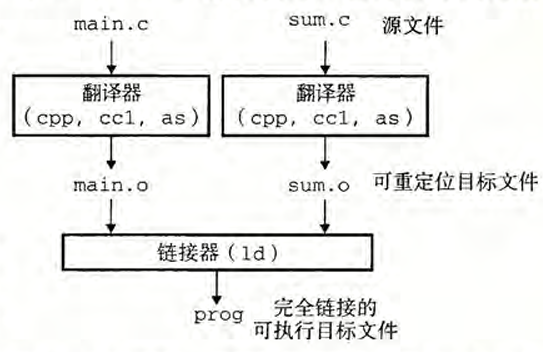 main.c sum.c 源文件
翻译器 翻译器
(cpp, cc1, as) (cpp, cc1, as)
main.o sum.o 可重定位目标文件
链接器(ld)
prog 完全链接的
可执行目标文件